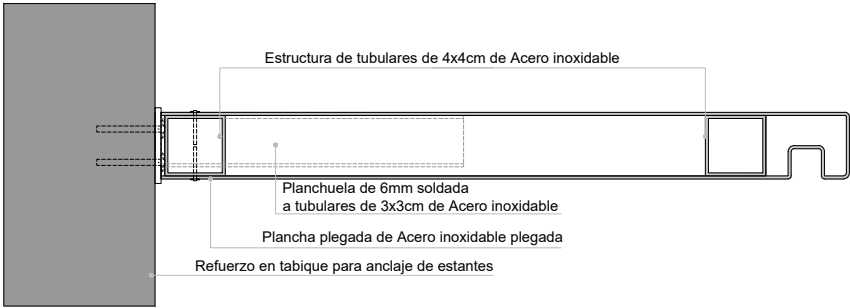 Estructura de tubulares de 4x4cm de Acero inoxidable
Planchuela de 6mm soldada
a tubulares de 3x3cm de Acero inoxidable
Plancha plegada de Acero inoxidable plegada
Refuerzo en tabique para anclaje de estantes